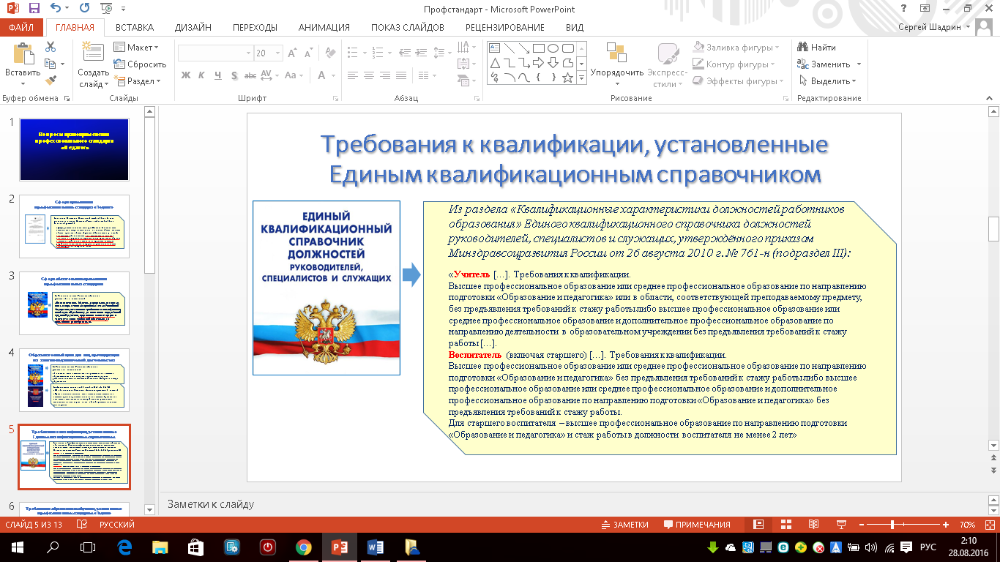 Профстандарт - Microsoft PowerPoint
ФАЙЛ ГЛАВНАЯ ВСТАВКА ДИЗАЙН ПЕРЕХОДЫ АНИМАЦИЯ ПОКАЗ СЛАЙДОВ РЕЦЕНЗИРОВАНИЕ ВИД Сергей Шадрин
Вставить
Создать слайд
Макет
Сбросить
Раздел
20
Ж К Ч S abc AV Aa А
Упорядочить
Экспресс-стили
Заливка фигуры
Контур фигуры
Эффекты фигуры
Найти
Заменить
Выделить
Буфер обмена Слайды Шрифт Абзац Рисование Редактирование
1
Вопросы применения
профессионального стандарта
«Педагог»
2
3
4
5
6
Требования к квалификации, установленные
Единым квалификационным справочником
ЕДИНЫЙ
КВАЛИФИКАЦИОННЫЙ
СПРАВОЧНИК
ДОЛЖНОСТЕЙ
РУКОВОДИТЕЛЕЙ,
СПЕЦИАЛИСТОВ И СЛУЖАЩИХ
Из раздела «Квалификационные характеристики должностей работников
образования» Единого квалификационного справочника должностей
руководителей, специалистов и служащих, утверждённого приказом
Минздравсоцразвития России от 26 августа 2010 г. № 761-н (подраздел III):
«Учитель […]. Требования к квалификации.
Высшее профессиональное образование или среднее профессиональное образование по направлению
подготовки «Образование и педагогика» или в области, соответствующей преподаваемому предмету,
без предъявления требований к стажу работы либо высшее профессиональное образование или
среднее профессиональное образование и дополнительное профессиональное образование по
направлению деятельности в образовательном учреждении без предъявления требований к стажу
работы […].
Воспитатель (включая старшего) […]. Требования к квалификации.
Высшее профессиональное образование или среднее профессиональное образование по направлению
подготовки «Образование и педагогика» без предъявления требований к стажу работы либо высшее
профессиональное образование или среднее профессиональное образование и дополнительное
профессиональное образование по направлению подготовки «Образование и педагогика» без
предъявления требований к стажу работы.
Для старшего воспитателя – высшее профессиональное образование по направлению подготовки
«Образование и педагогика» и стаж работы в должности воспитателя не менее 2 лет»
Заметки к слайду
СЛАЙД 5 ИЗ 13 РУССКИЙ ЗАМЕТКИ ПРИМЕЧАНИЯ 70%
РУС
2:10
28.08.2016